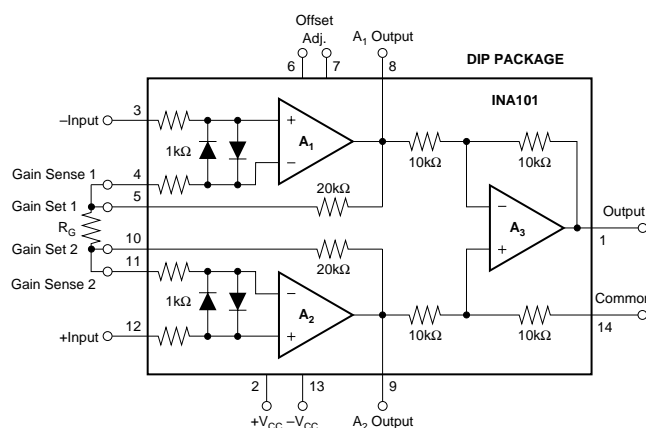 Offset
Adj.
A1 Output
6
7
8
DIP PACKAGE
INA101
–Input
3
1kΩ
+
A1
–
10kΩ
10kΩ
Gain Sense 1
4
Gain Set 1
5
20kΩ
RG
–
A3
+
Output
1
Gain Set 2
10
20kΩ
Gain Sense 2
11
1kΩ
–
A2
+
Common
14
+Input
12
10kΩ
10kΩ
2
13
9
+VCC
–VCC
A2 Output